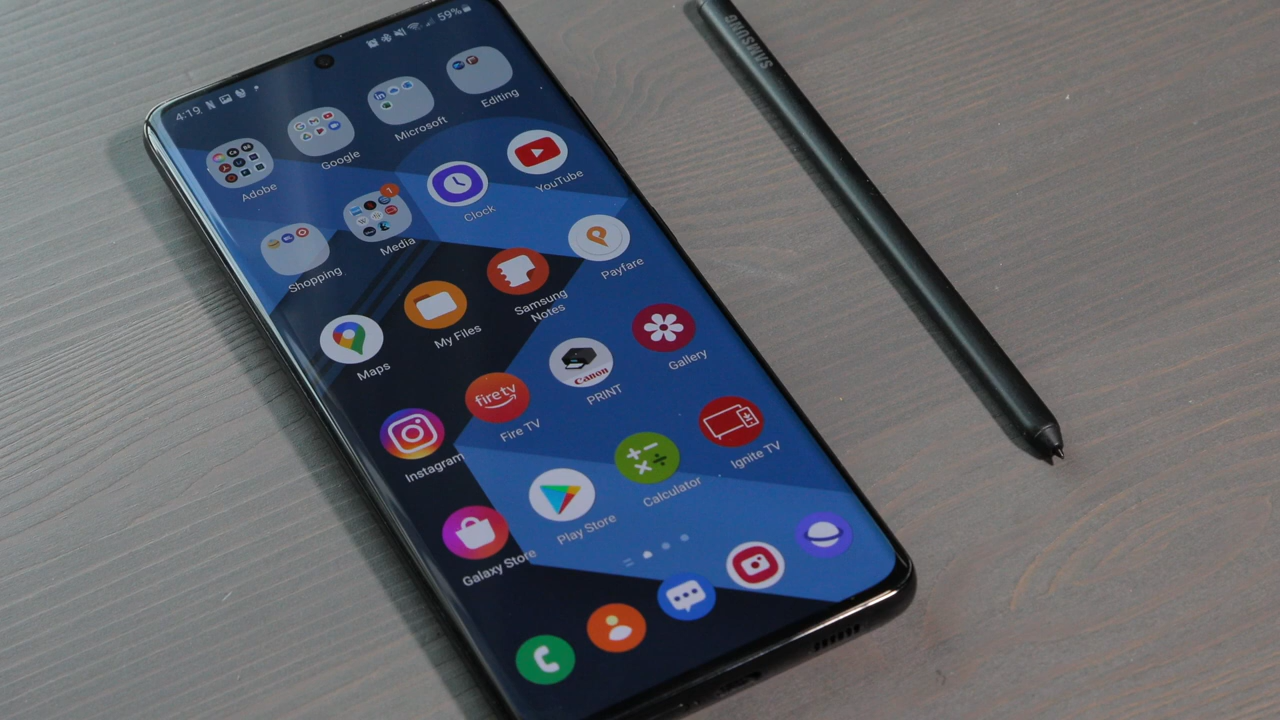 4:19
59%
Adobe
Google
Microsoft
Editing
Shopping
Media
1
Clock
YouTube
Maps
My Files
Samsung
Notes
Payfare
Instagram
fire tv
Fire TV
Canon
PRINT
Gallery
Galaxy Store
Play Store
Calculator
Ignite TV
SAMSUNG